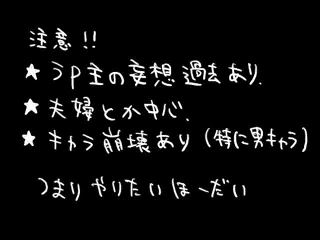 注意!!
★うp主の妄想過去あり.
★夫婦とか中心.
★キャラ崩壊あり(特に男キャラ)
つまりやりたいほーだい